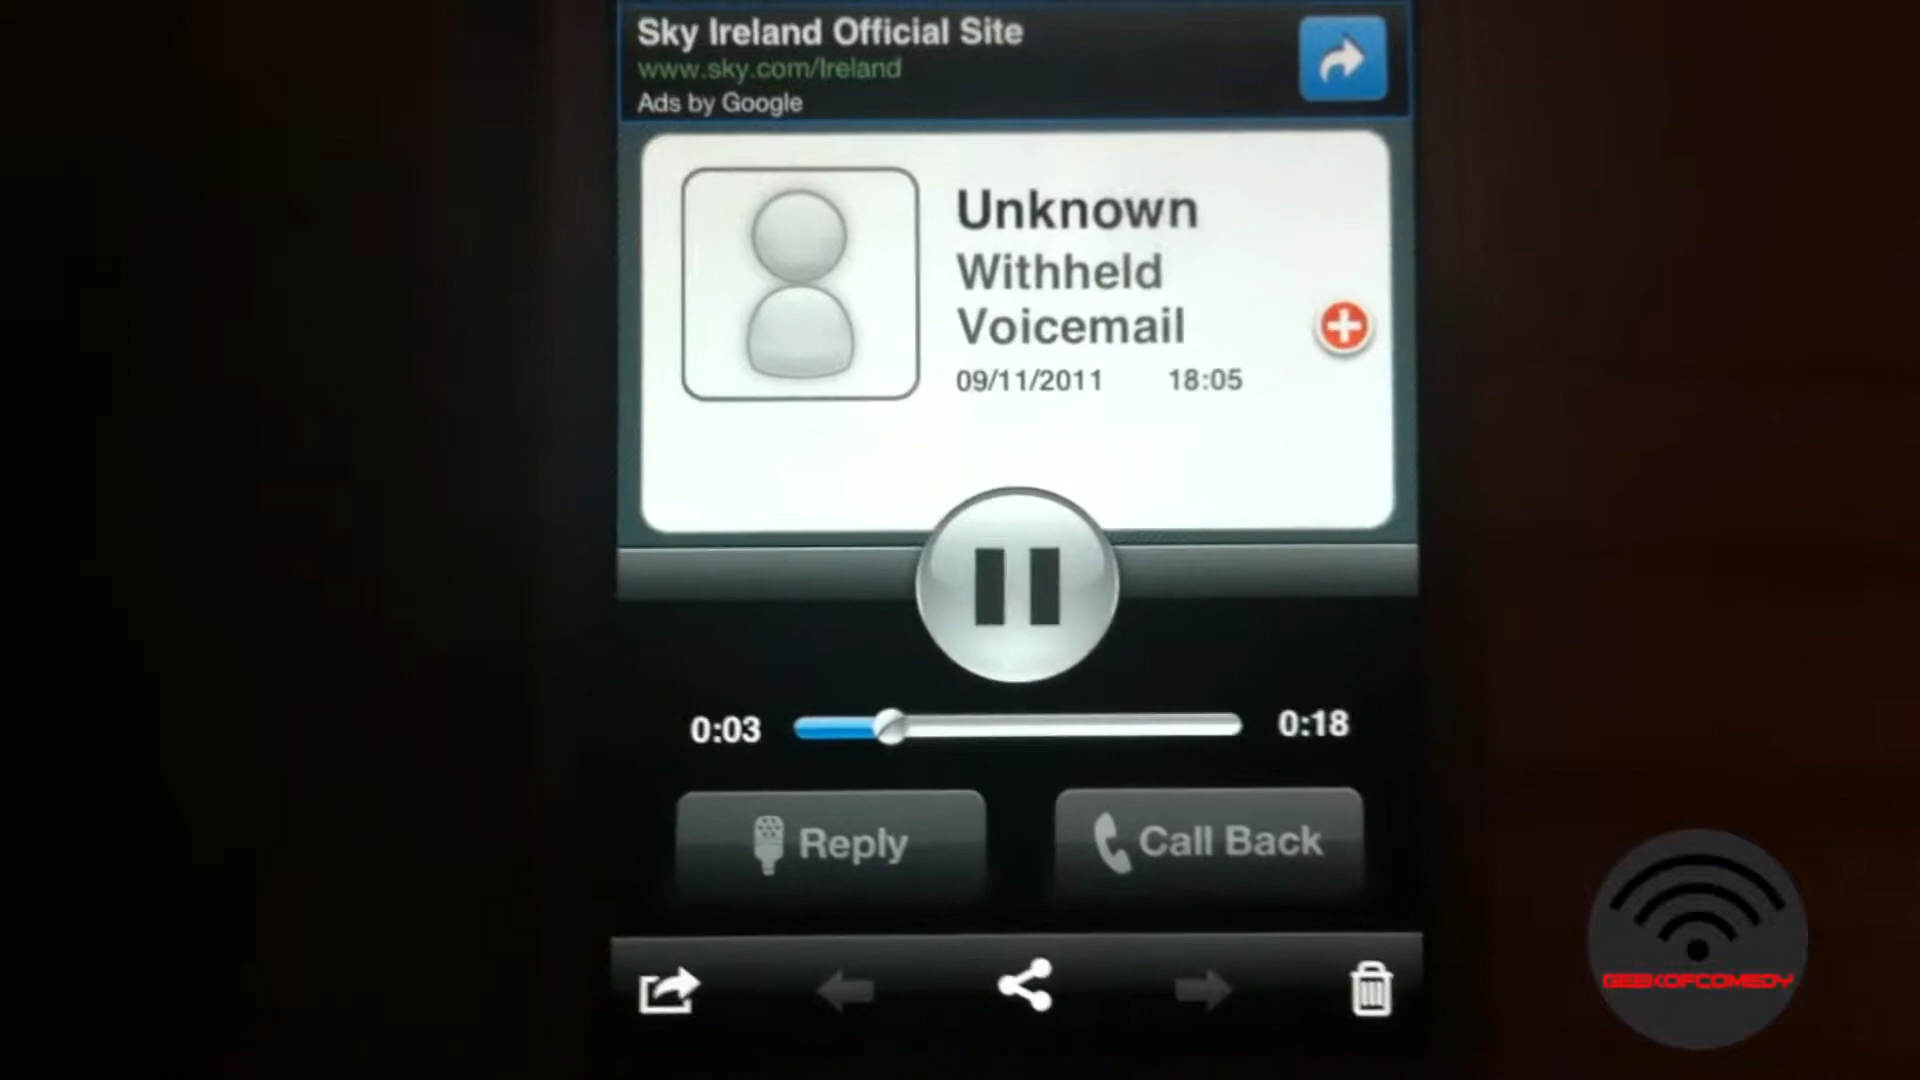 Sky Ireland Official Site
www.sky.com/Ireland
Ads by Google
Unknown
Withheld
Voicemail
09/11/2011 18:05
0:03 0:18
Reply Call Back
GEEKOFCOMEDY